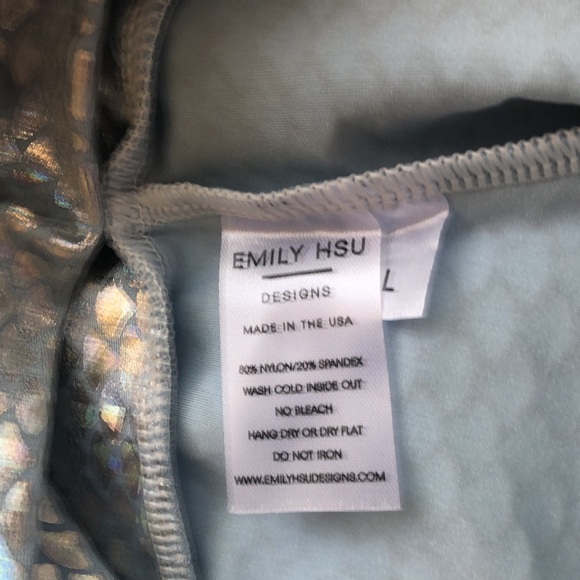 EMILY HSU
DESIGNS
MADE IN THE USA
80% NYLON/20% SPANDEX
WASH COLD INSIDE OUT
NO BLEACH
HANG DRY OR DRY FLAT
DO NOT IRON
WWW.EMILYHSUDESIGNS.COM
L